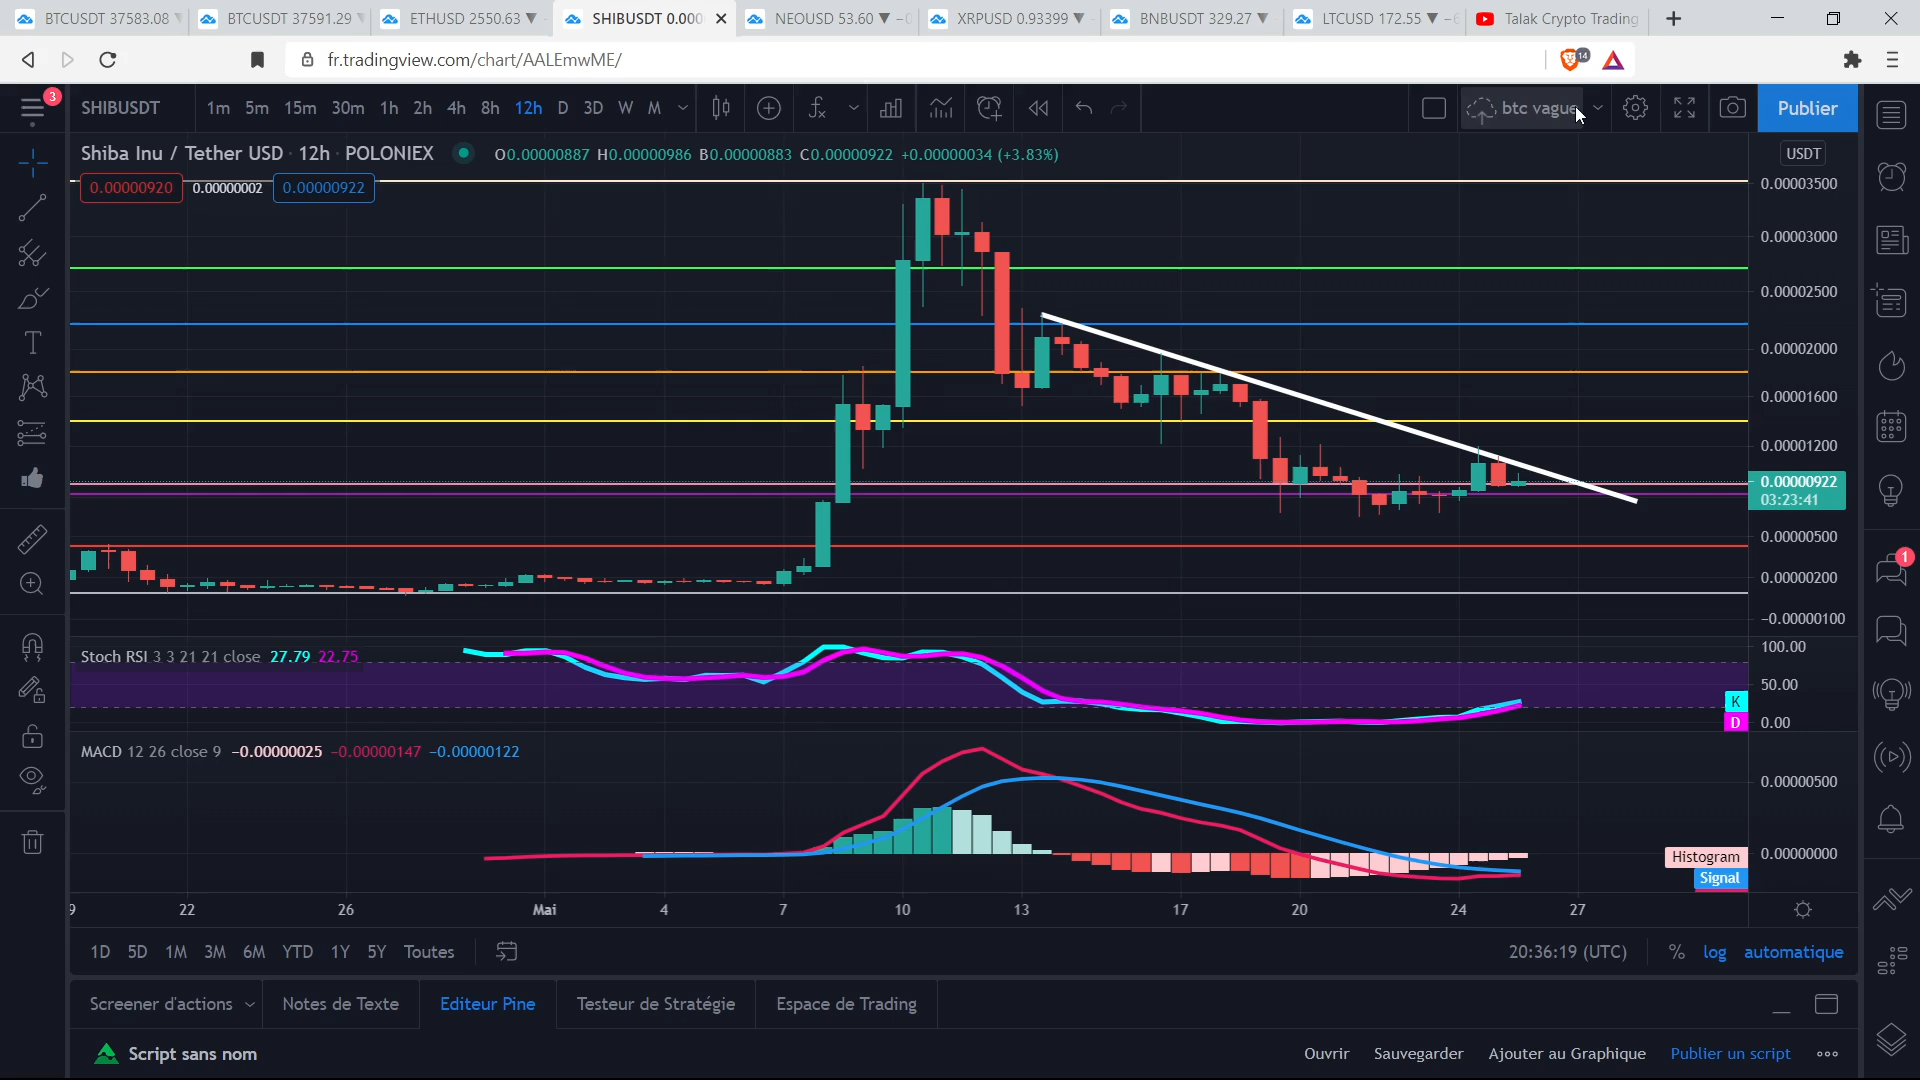 BTCUSDT 37583.08 BTCUSDT 37591.29 ETHUSD 2550.63 ▼ SHIBUSDT 0.000 NEOUSD 53.60 ▼ XRPUSD 0.93399 ▼ BNBUSDT 329.27 ▼ LTCUSD 172.55 ▼ Talak Crypto Trading
fr.tradingview.com/chart/AALEmwME/ 14
3 SHIBUSDT 1m 5m 15m 30m 1h 2h 4h 8h 12h D 3D W M btc vague Publier
Shiba Inu / Tether USD · 12h · POLONIEX O0.00000887 H0.00000986 B0.00000883 C0.00000922 +0.00000034 (+3.83%) USDT
0.00000920 0.00000002 0.00000922 0.00003500
0.00003000
0.00002500
0.00002000
0.00001600
0.00001200
0.00000922
03:23:41
0.00000500
0.00000200
−0.00000100
Stoch RSI 3 3 21 21 close 27.79 22.75 100.00
50.00
K
D 0.00
MACD 12 26 close 9 −0.00000025 −0.00000147 −0.00000122
0.00000500
Histogram 0.00000000
Signal
9 22 26 Mai 4 7 10 13 17 20 24 27
1D 5D 1M 3M 6M YTD 1Y 5Y Toutes 20:36:19 (UTC) % log automatique
Screener d'actions Notes de Texte Editeur Pine Testeur de Stratégie Espace de Trading
Script sans nom Ouvrir Sauvegarder Ajouter au Graphique Publier un script
1